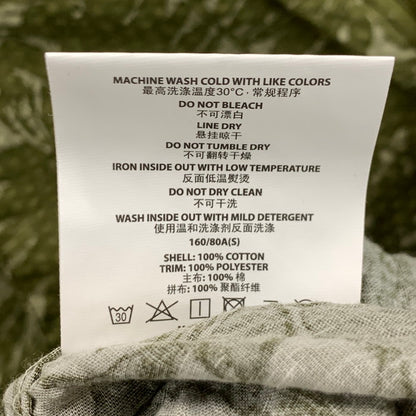 MACHINE WASH COLD WITH LIKE COLORS
最高洗涤温度30°C · 常规程序
DO NOT BLEACH
不可漂白
LINE DRY
悬挂晾干
DO NOT TUMBLE DRY
不可翻转干燥
IRON INSIDE OUT WITH LOW TEMPERATURE
反面低温熨烫
DO NOT DRY CLEAN
不可干洗
WASH INSIDE OUT WITH MILD DETERGENT
使用温和洗涤剂反面洗涤
160/80A(S)
SHELL: 100% COTTON
TRIM: 100% POLYESTER
主布: 100% 棉
拼布: 100% 聚酯纤维
30